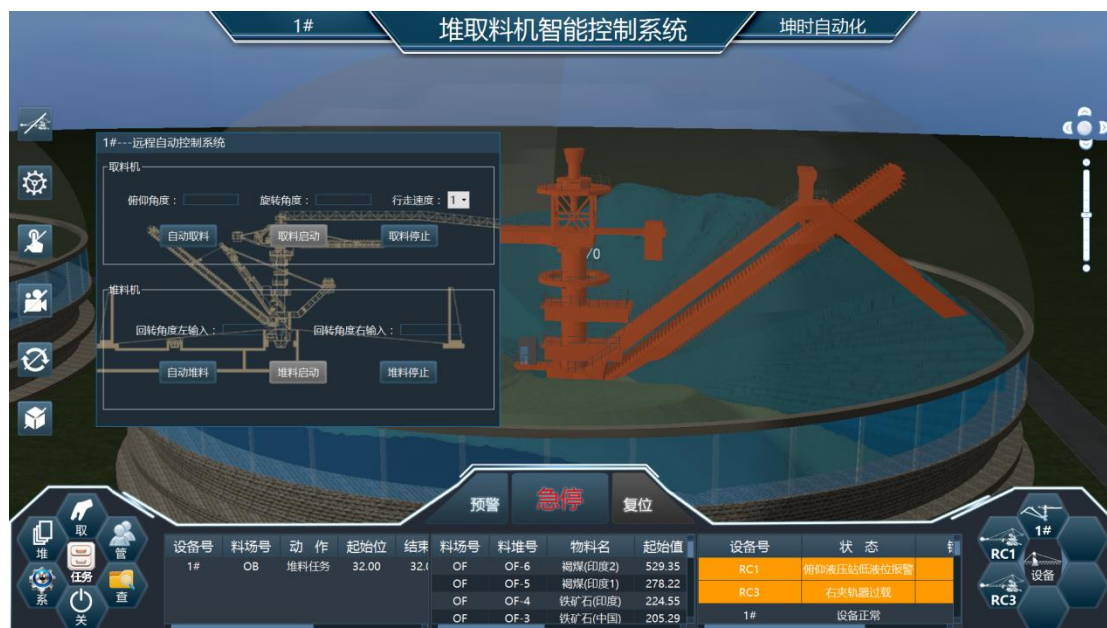 1#
堆取料机智能控制系统
坤时自动化
1#---远程自动控制系统
取料机
俯仰角度：
旋转角度：
行走速度：
1
自动取料
取料启动
取料停止
/0
堆料机
回转角度左输入：
回转角度右输入：
自动堆料
堆料启动
堆料停止
预警
急停
复位
取
堆
管
任务
系
查
关
设备号 料场号 动 作 起始位 结束
1# OB 堆料任务 32.00 32.0
料场号 料堆号 物料名 起始值
OF OF-6 褐煤(印度2) 529.35
OF OF-5 褐煤(印度1) 278.22
OF OF-4 铁矿石(印度) 224.55
OF OF-3 铁矿石(中国) 205.29
设备号 状 态
RC1 俯仰液压站低液位报警
RC3 右夹轨器过载
1# 设备正常
1#
RC1
设备
RC3